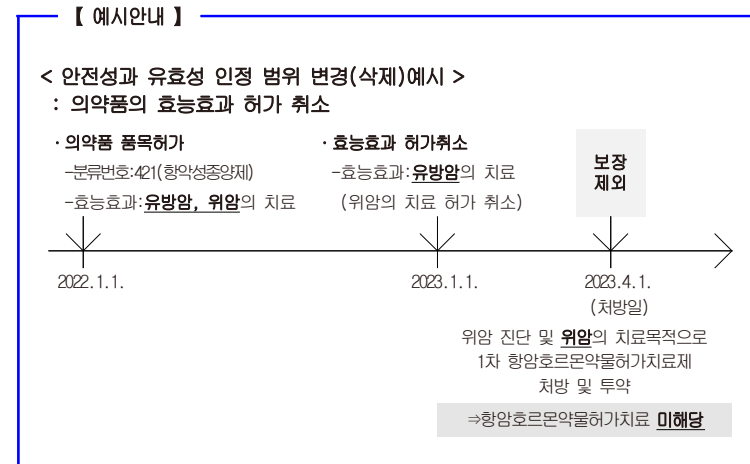 【 예시안내 】
< 안전성과 유효성 인정 범위 변경(삭제)예시 >
: 의약품의 효능효과 허가 취소
· 의약품 품목허가
-분류번호:421(항악성종양제)
-효능효과:유방암, 위암의 치료
· 효능효과 허가취소
-효능효과:유방암의 치료
(위암의 치료 허가 취소)
보장
제외
2022.1.1.
2023.1.1.
2023.4.1.
(처방일)
위암 진단 및 위암의 치료목적으로
1차 항암호르몬약물허가치료제
처방 및 투약
⇒항암호르몬약물허가치료 미해당